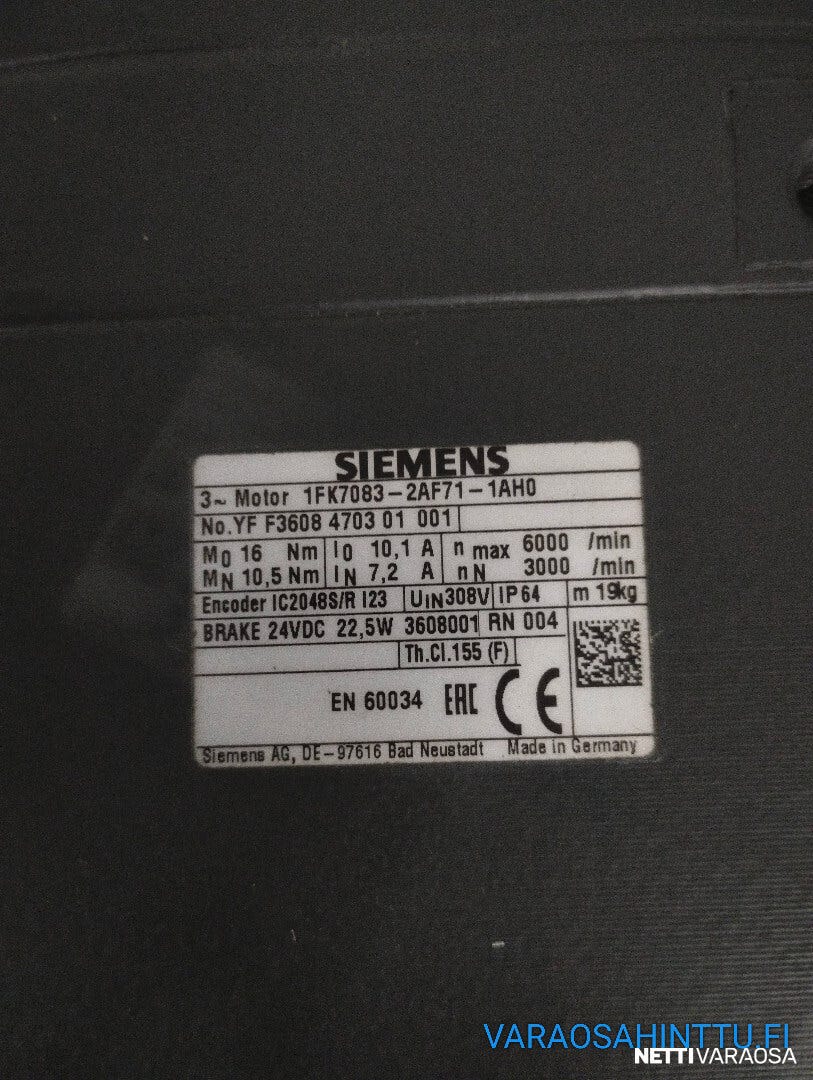 SIEMENS
3~ Motor 1FK7083-2AF71-1AH0
No.YF F3608 4703 01 001
M0 16 Nm I0 10,1 A n max 6000 /min
MN 10,5 Nm IN 7,2 A nN 3000 /min
Encoder IC2048S/R I23 UIN308V IP64 m 19kg
BRAKE 24VDC 22,5W 3608001 RN 004
Th.Cl.155 (F)
EN 60034 EAC CE
Siemens AG, DE-97616 Bad Neustadt Made in Germany
VARAOSAHINTTU.FI
NETTIVARAOSA